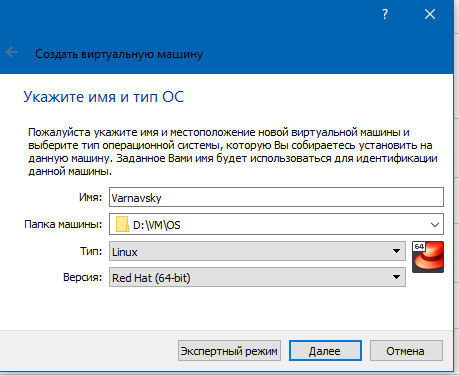 ?
Создать виртуальную машину
Укажите имя и тип ОС
Пожалуйста укажите имя и местоположение новой виртуальной машины и
выберите тип операционной системы, которую Вы собираетесь установить на
данную машину. Заданное Вами имя будет использоваться для идентификации
данной машины.
Имя: Varnavsky
Папка машины: D:\VM\OS
Тип: Linux
64
Версия: Red Hat (64-bit)
Экспертный режим Далее Отмена